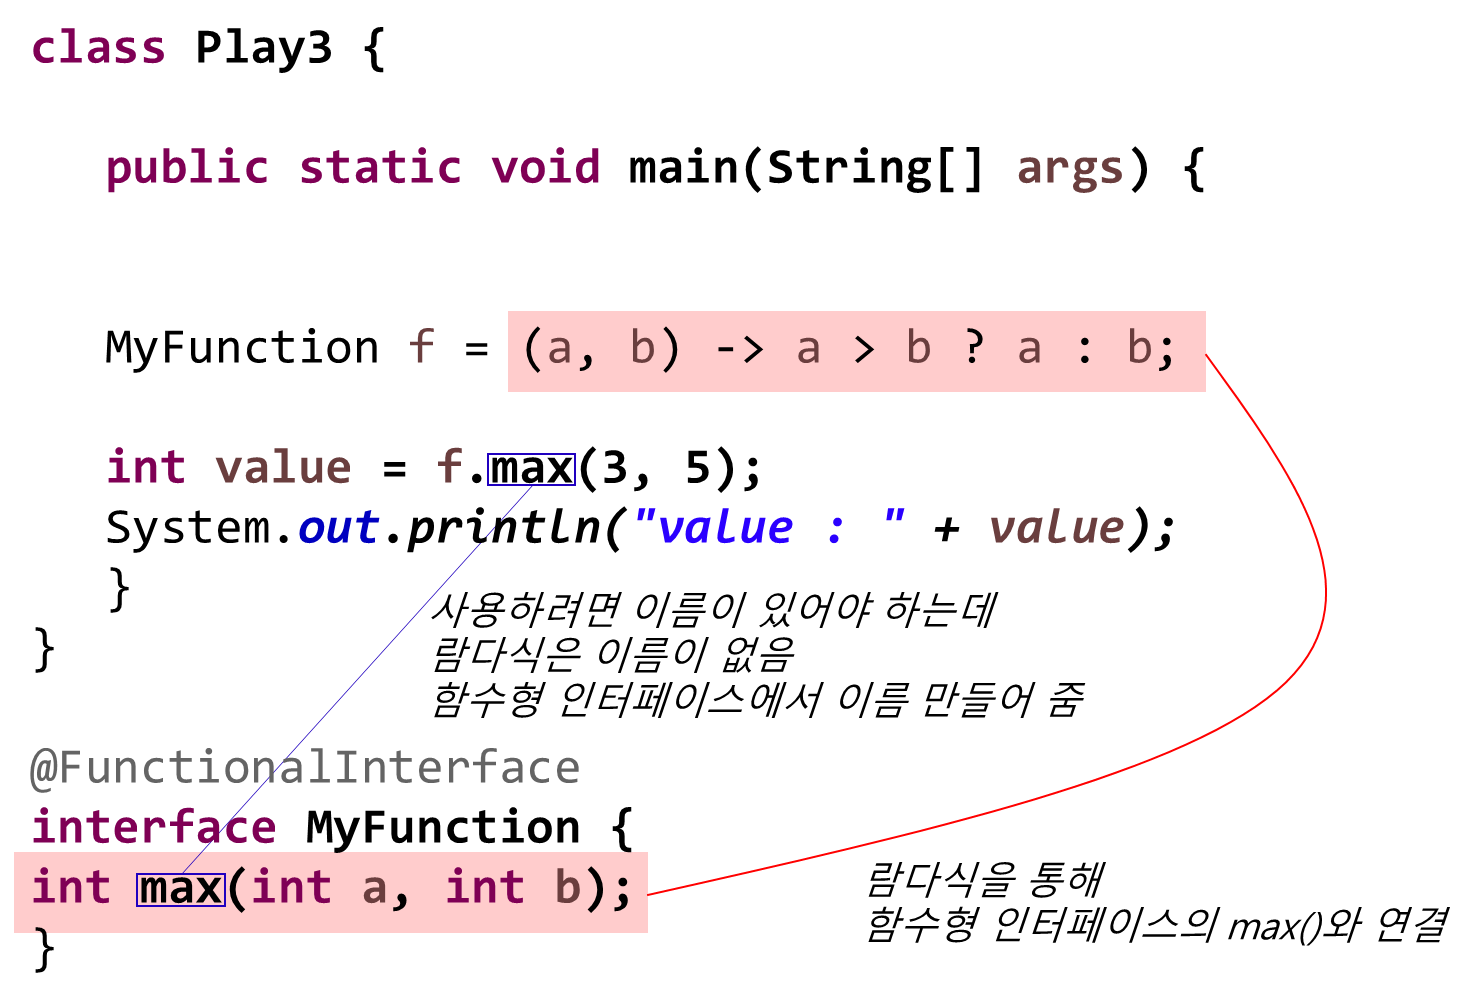 class Play3 {
public static void main(String[] args) {
MyFunction f = (a, b) -> a > b ? a : b;
int value = f.max(3, 5);
System.out.println("value : " + value);
}
사용하려면 이름이 있어야 하는데
}
람다식은 이름이 없음
함수형 인터페이스에서 이름 만들어 줌
@FunctionalInterface
interface MyFunction {
int max(int a, int b);
람다식을 통해
함수형 인터페이스의 max()와 연결
}